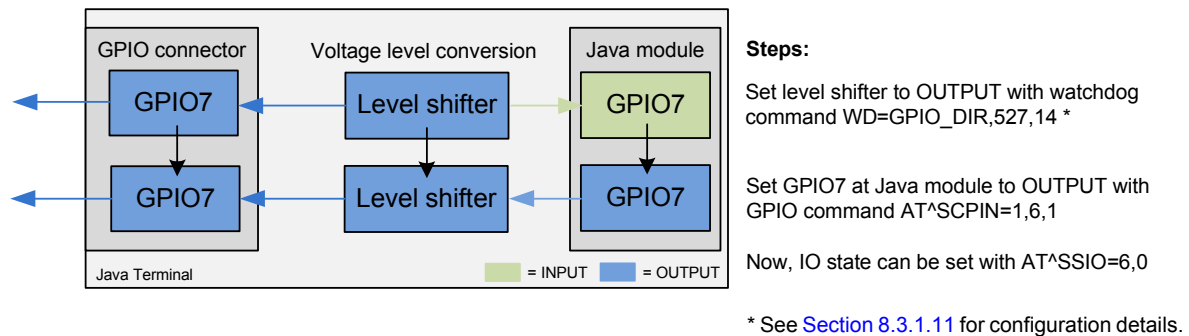 GPIO connector
Voltage level conversion
Java module
GPIO7
Level shifter
GPIO7
GPIO7
Level shifter
GPIO7
Java Terminal
= INPUT
= OUTPUT
Steps:
Set level shifter to OUTPUT with watchdog
command WD=GPIO_DIR,527,14 *
Set GPIO7 at Java module to OUTPUT with
GPIO command AT^SCPIN=1,6,1
Now, IO state can be set with AT^SSIO=6,0
* See Section 8.3.1.11 for configuration details.